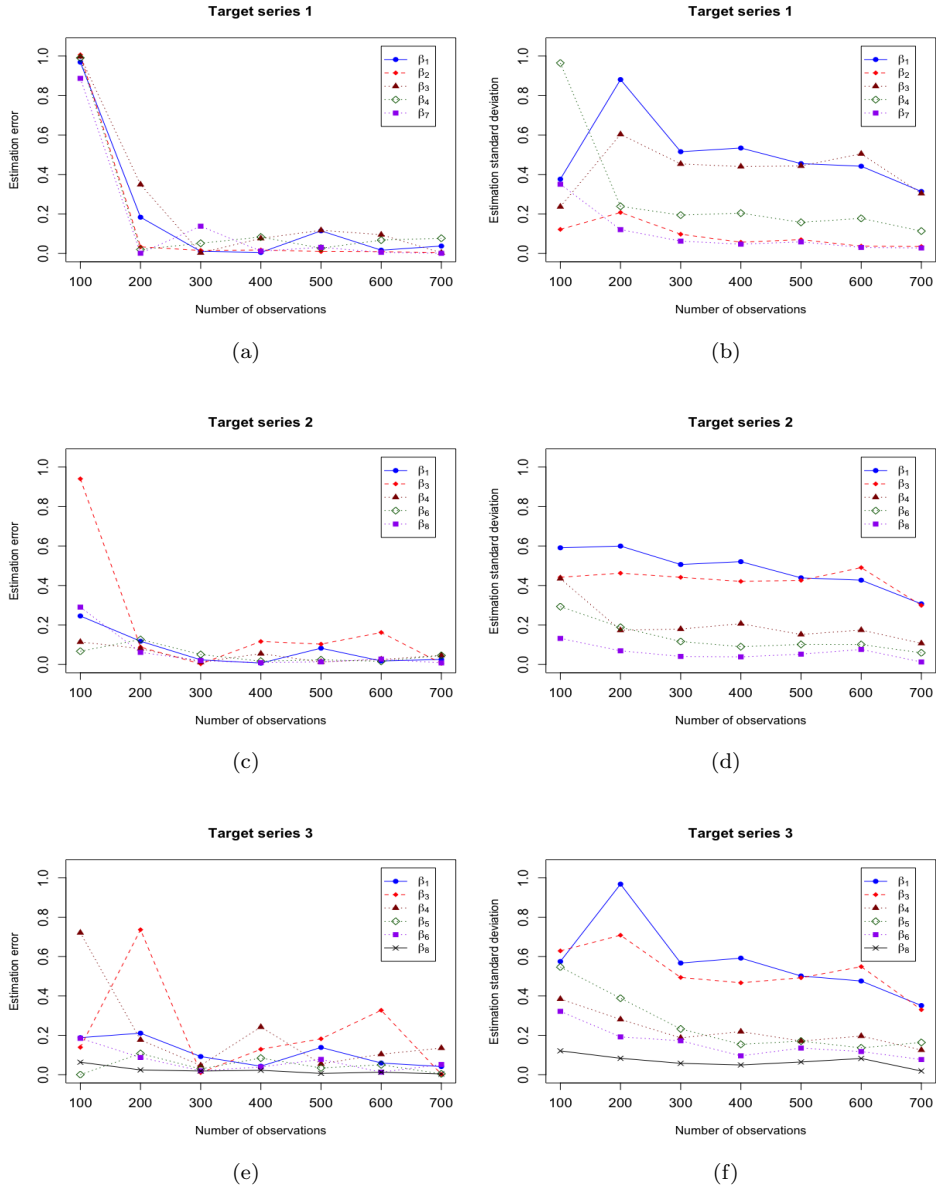 Target series 1
Estimation error
0.0 0.2 0.4 0.6 0.8 1.0
β1
β2
β3
β4
β7
100 200 300 400 500 600 700
Number of observations
(a)
Target series 1
Estimation standard deviation
0.0 0.2 0.4 0.6 0.8 1.0
β1
β2
β3
β4
β7
100 200 300 400 500 600 700
Number of observations
(b)
Target series 2
Estimation error
0.0 0.2 0.4 0.6 0.8 1.0
β1
β3
β4
β6
β8
100 200 300 400 500 600 700
Number of observations
(c)
Target series 2
Estimation standard deviation
0.0 0.2 0.4 0.6 0.8 1.0
β1
β3
β4
β6
β8
100 200 300 400 500 600 700
Number of observations
(d)
Target series 3
Estimation error
0.0 0.2 0.4 0.6 0.8 1.0
β1
β3
β4
β5
β6
β8
100 200 300 400 500 600 700
Number of observations
(e)
Target series 3
Estimation standard deviation
0.0 0.2 0.4 0.6 0.8 1.0
β1
β3
β4
β5
β6
β8
100 200 300 400 500 600 700
Number of observations
(f)